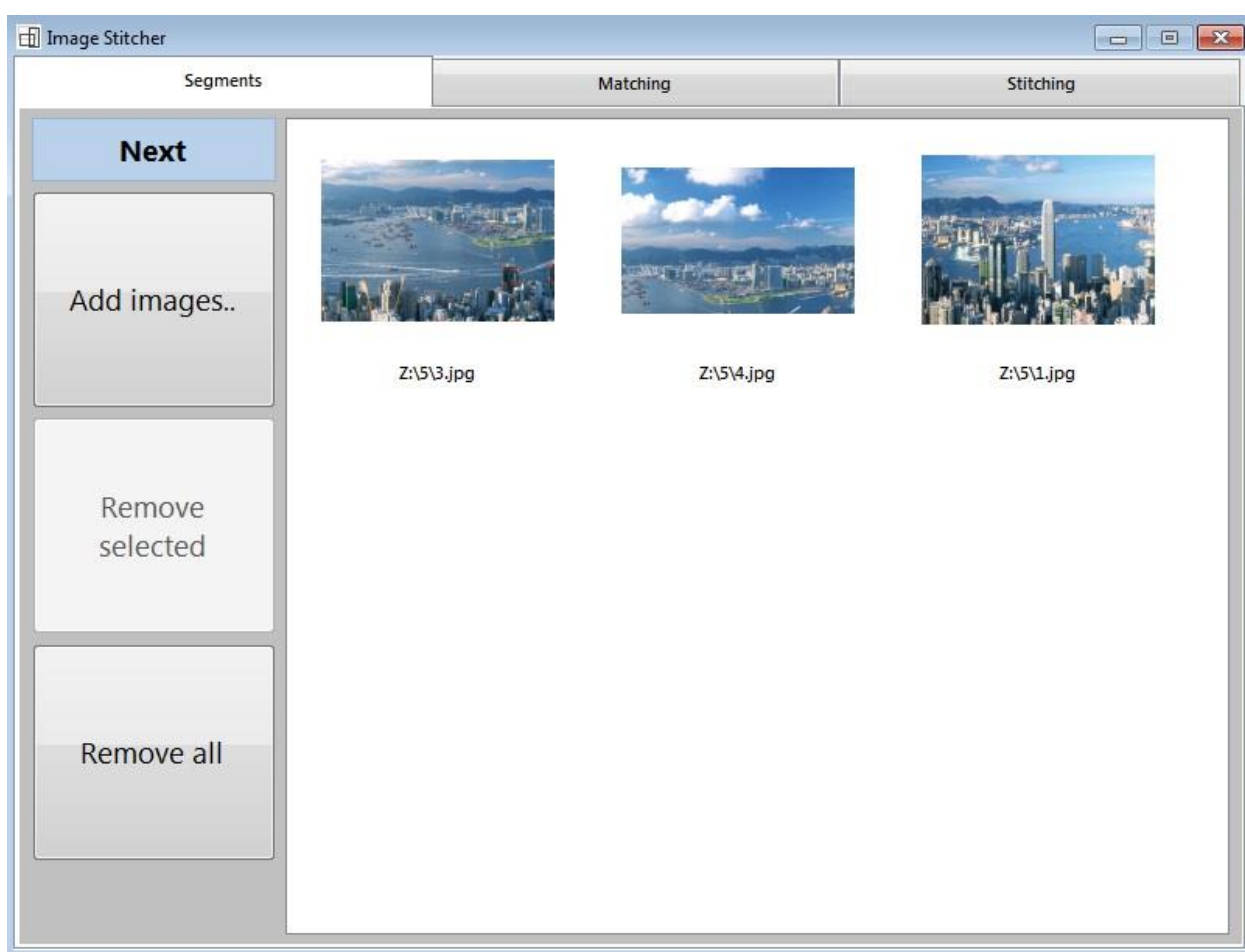 Image Stitcher
Segments
Matching
Stitching
Next
Add images..
Remove
selected
Remove all
Z:\5\3.jpg
Z:\5\4.jpg
Z:\5\1.jpg